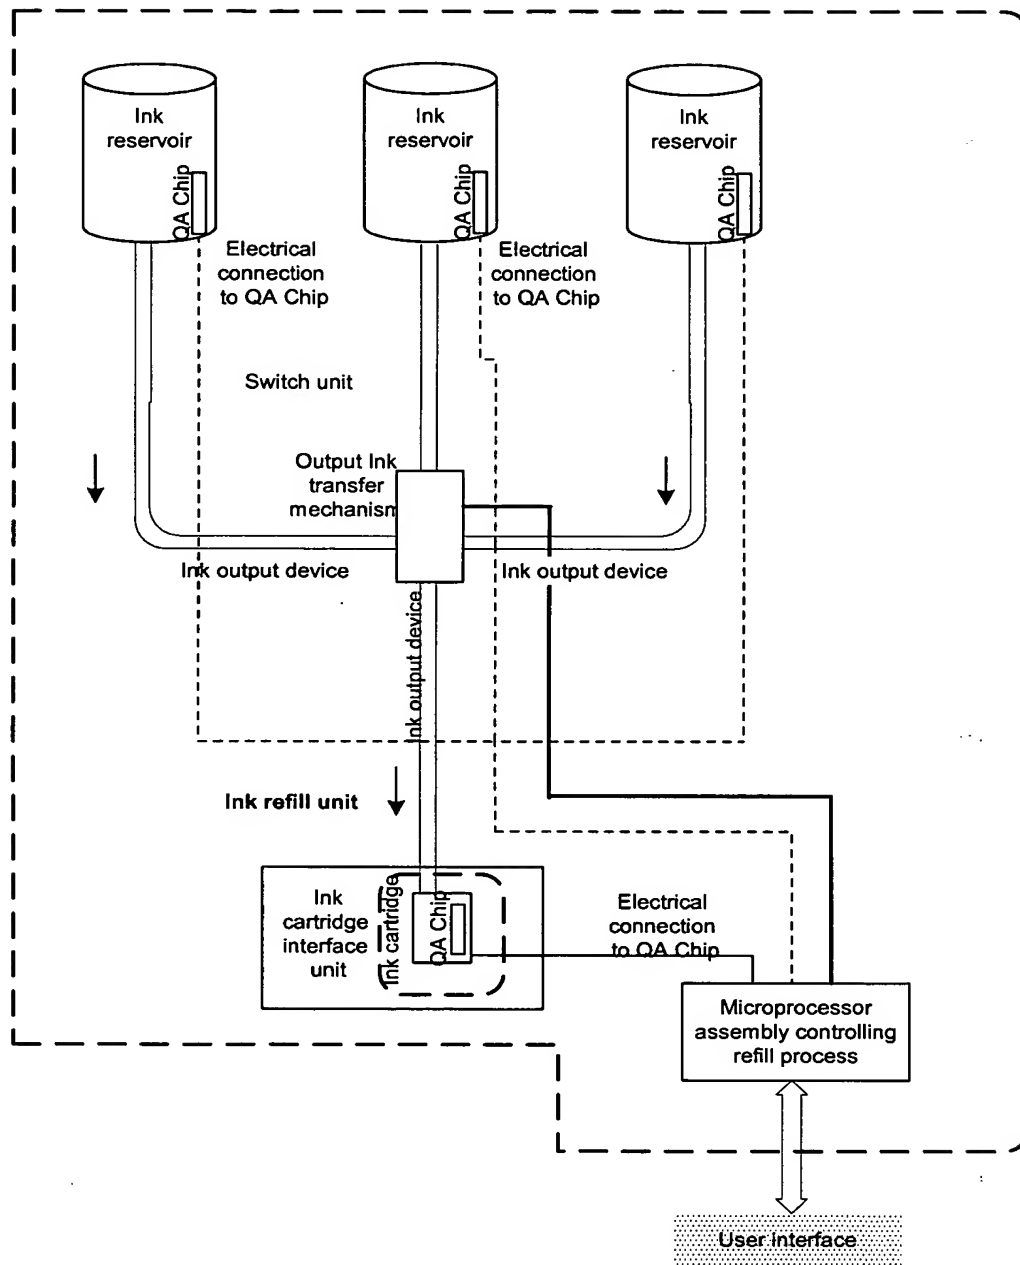 Ink
reservoir
QA Chip
Ink
reservoir
QA Chip
Ink
reservoir
QA Chip
Electrical
connection
to QA Chip
Electrical
connection
to QA Chip
Switch unit
Output Ink
transfer
mechanism
Ink output device
Ink output device
Ink output device
Ink refill unit
Ink
cartridge
interface
unit
Ink cartridge
QA Chip
Electrical
connection
to QA Chip
Microprocessor
assembly controlling
refill process
User interface